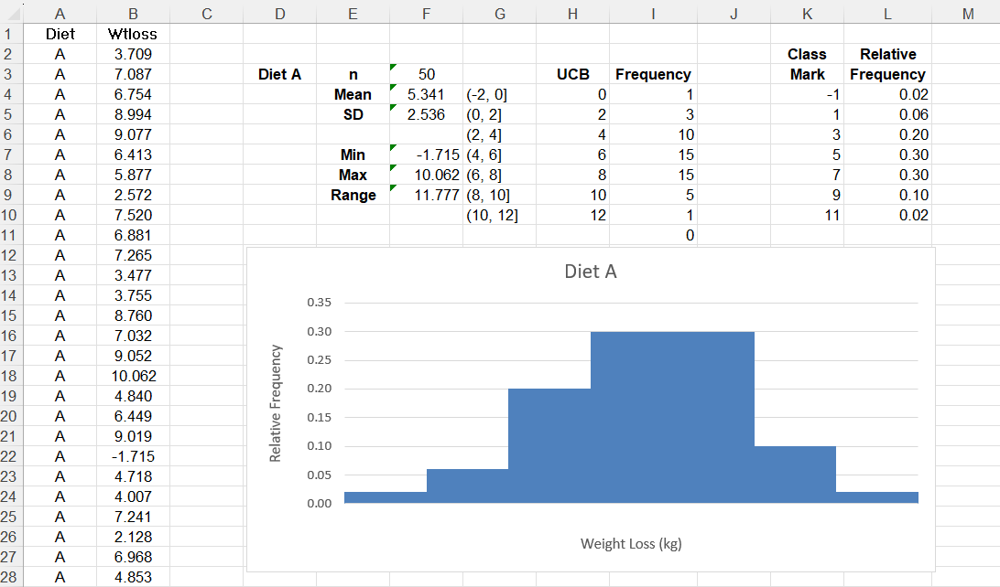 A B C D E F G H I J K L M
1 Diet Wtloss
2 A 3.709 Class Relative
3 A 7.087 Diet A n 50 UCB Frequency Mark Frequency
4 A 6.754 Mean 5.341 (-2, 0] 0 1 -1 0.02
5 A 8.994 SD 2.536 (0, 2] 2 3 1 0.06
6 A 9.077 (2, 4] 4 10 3 0.20
7 A 6.413 Min -1.715 (4, 6] 6 15 5 0.30
8 A 5.877 Max 10.062 (6, 8] 8 15 7 0.30
9 A 2.572 Range 11.777 (8, 10] 10 5 9 0.10
10 A 7.520 (10, 12] 12 1 11 0.02
11 A 6.881 0
12 A 7.265
13 A 3.477
14 A 3.755
15 A 8.760
16 A 7.032
17 A 9.052
18 A 10.062
19 A 4.840
20 A 6.449
21 A 9.019
22 A -1.715
23 A 4.718
24 A 4.007
25 A 7.241
26 A 2.128
27 A 6.968
28 A 4.853
Diet A
0.35
0.30
0.25
0.20
0.15
0.10
0.05
0.00
Relative Frequency
Weight Loss (kg)